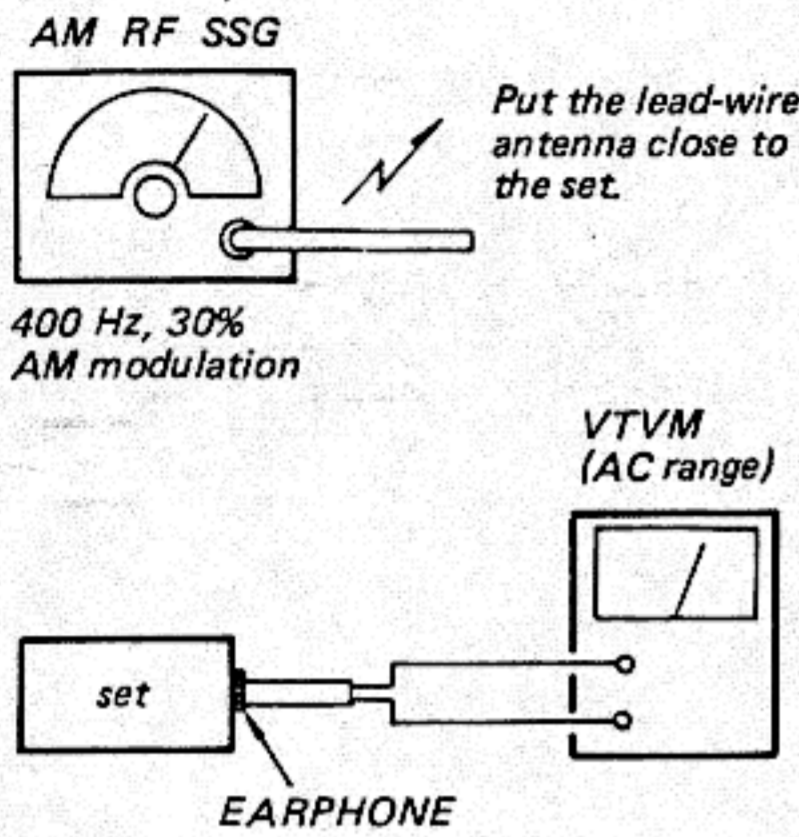 AM RF SSG
Put the lead-wire
antenna close to
the set.
400 Hz, 30%
AM modulation
VTVM
(AC range)
set
EARPHONE